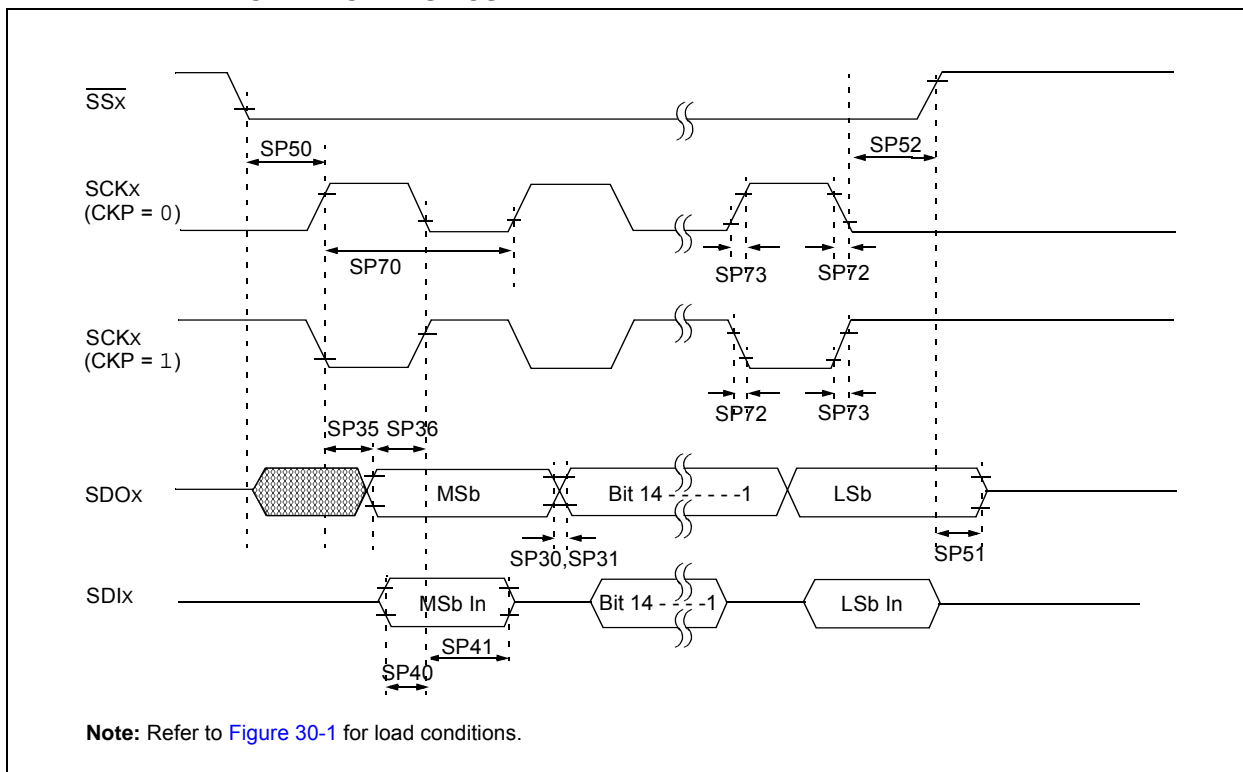 SSx
SP50
SP52
SCKx
(CKP = 0)
SP70
SP73
SP72
SCKx
(CKP = 1)
SP72
SP73
SP35
SP36
SDOx
MSb
Bit 14 - - - - - -1
LSb
SP30,SP31
SP51
SDIx
MSb In
Bit 14 - - - -1
LSb In
SP41
SP40
Note: Refer to Figure 30-1 for load conditions.